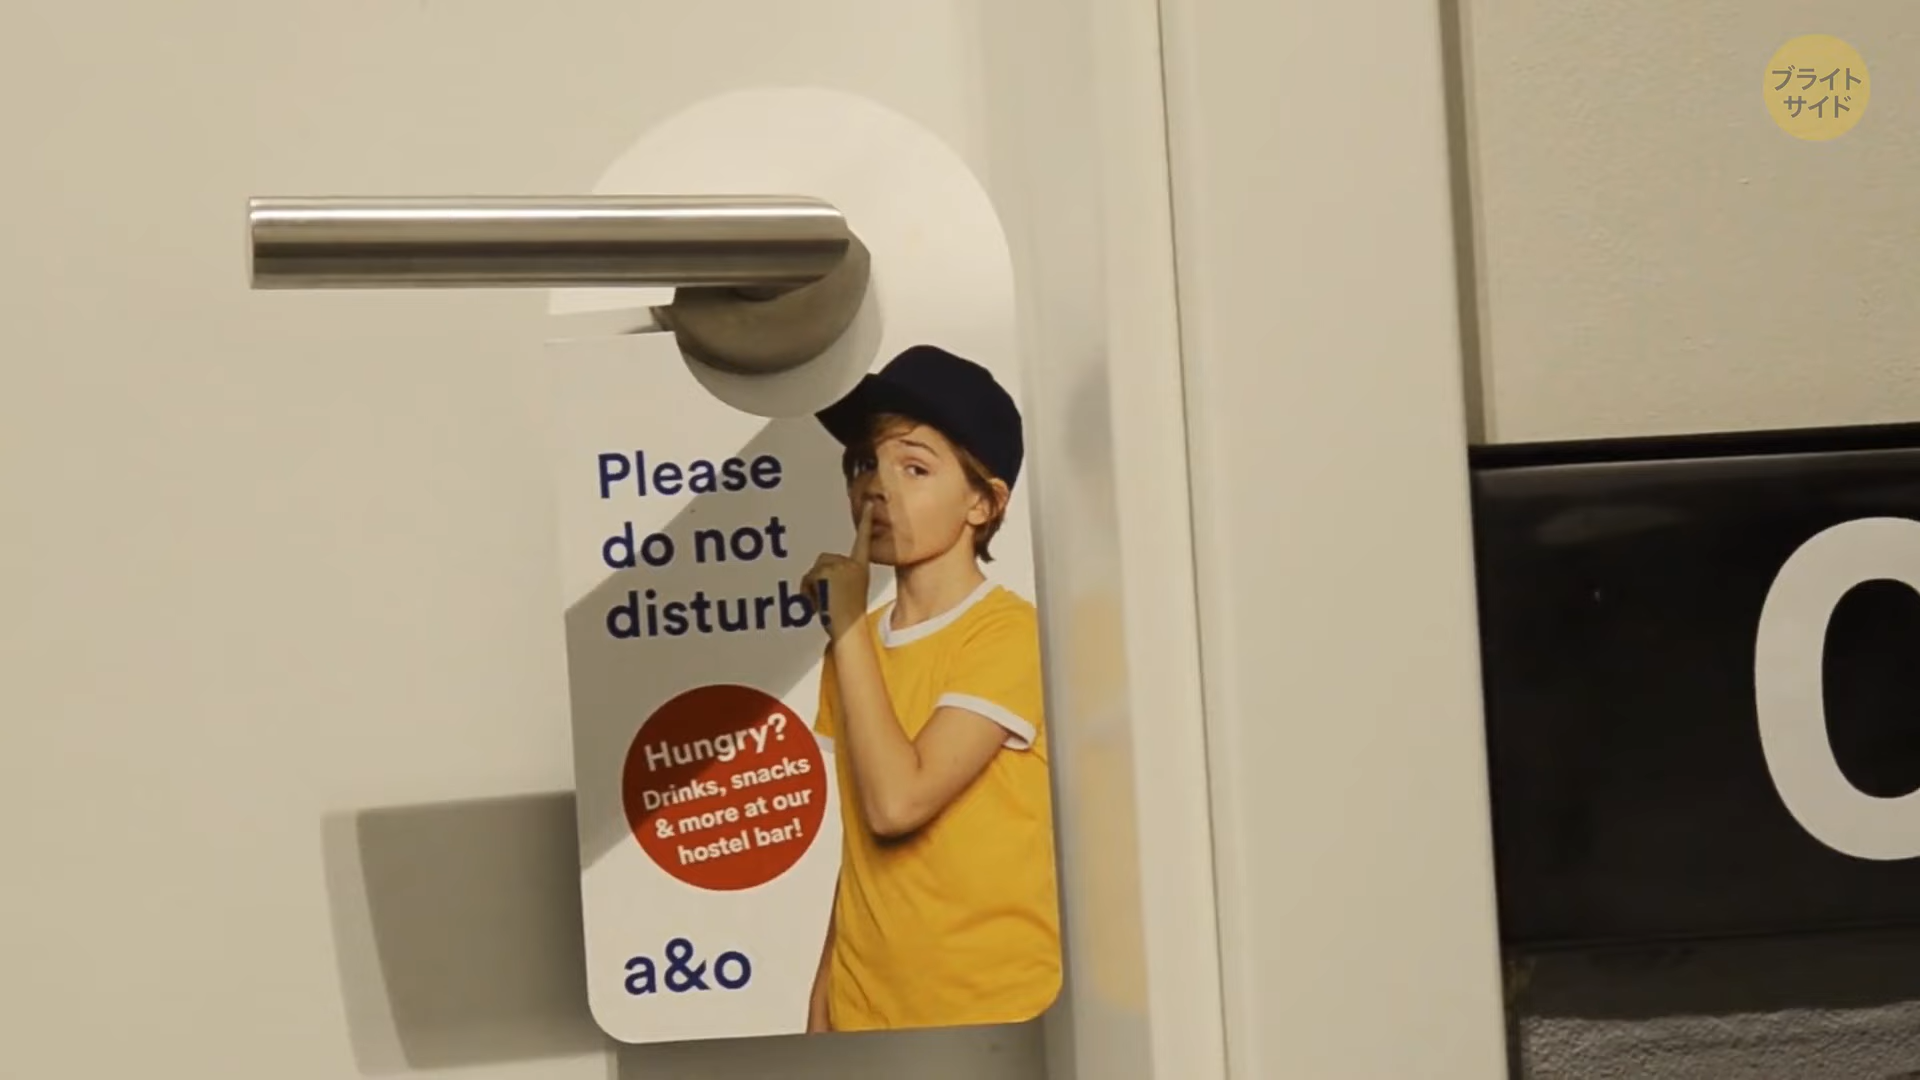 ブライト
サイド
Please
do not
disturb!
Hungry?
Drinks, snacks
& more at our
hostel bar!
a&o